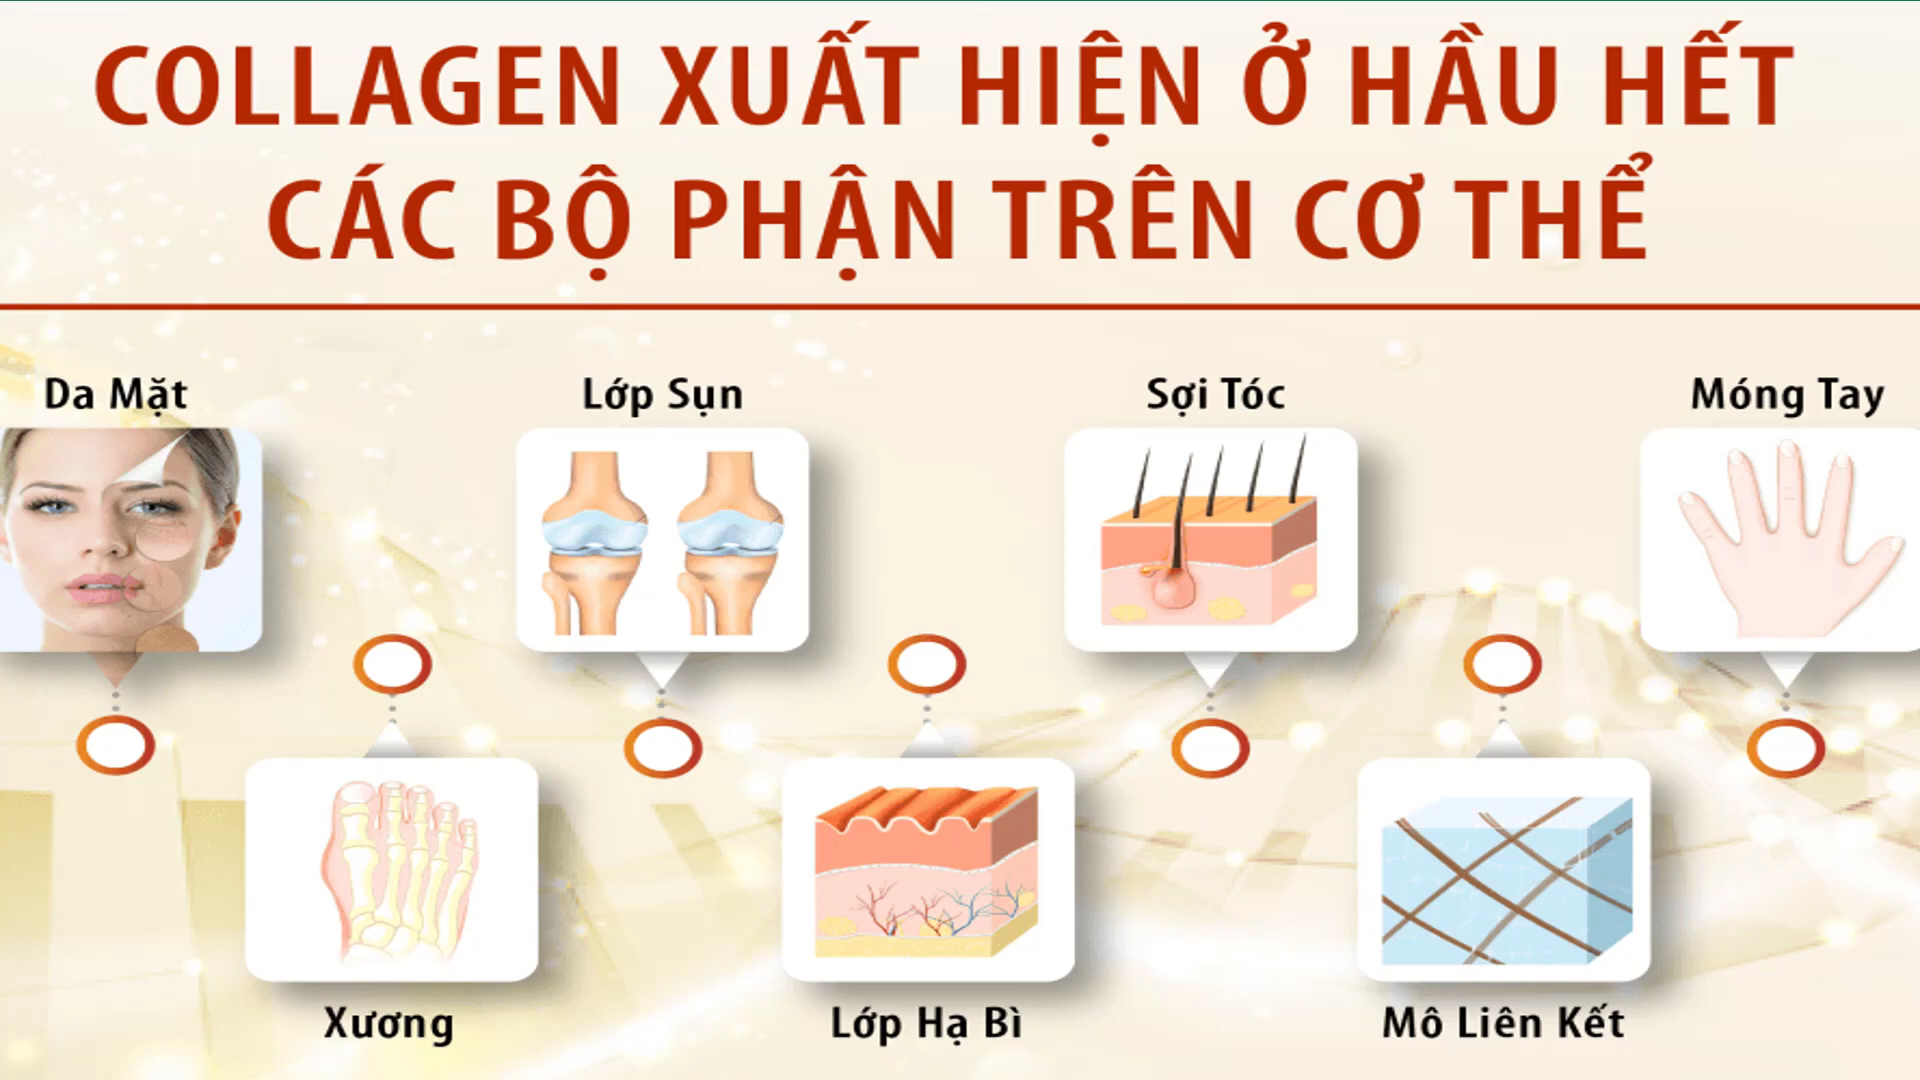 COLLAGEN XUẤT HIỆN Ở HẦU HẾT
CÁC BỘ PHẬN TRÊN CƠ THỂ
Da Mặt
Lớp Sụn
Sợi Tóc
Móng Tay
Xương
Lớp Hạ Bì
Mô Liên Kết